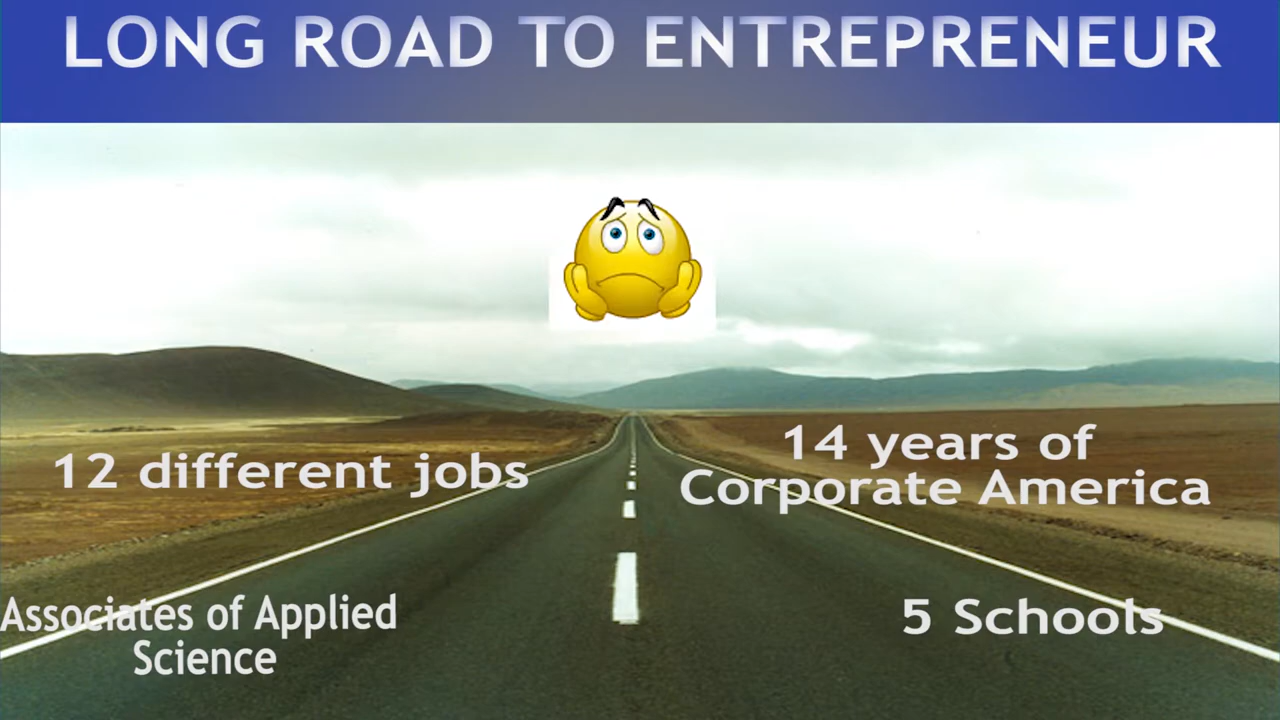 LONG ROAD TO ENTREPRENEUR
12 different jobs
14 years of
Corporate America
Associates of Applied
Science
5 Schools